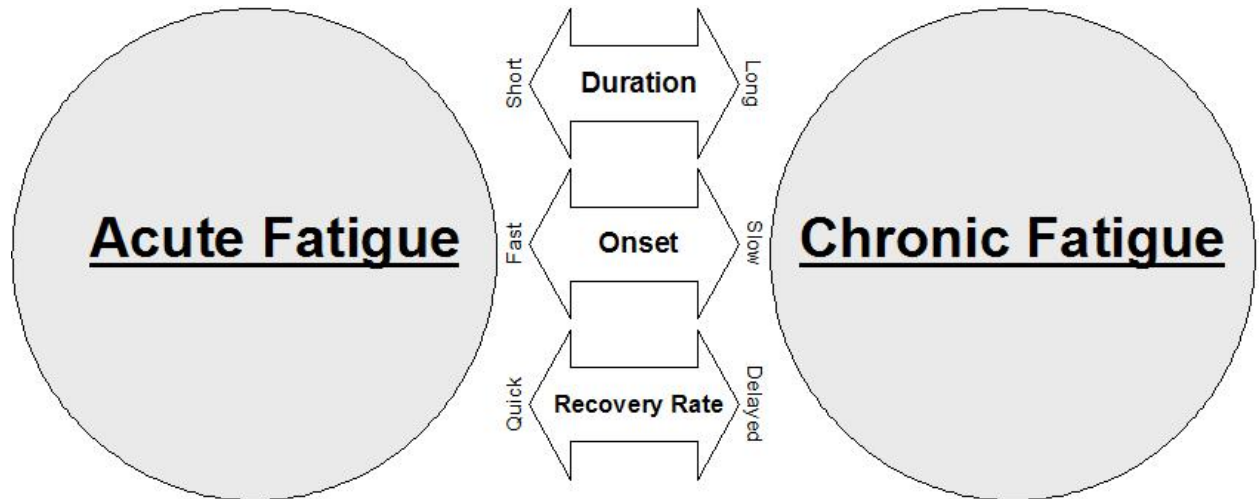 Acute Fatigue
Short
Duration
Long
Fast
Onset
Slow
Quick
Recovery Rate
Delayed
Chronic Fatigue